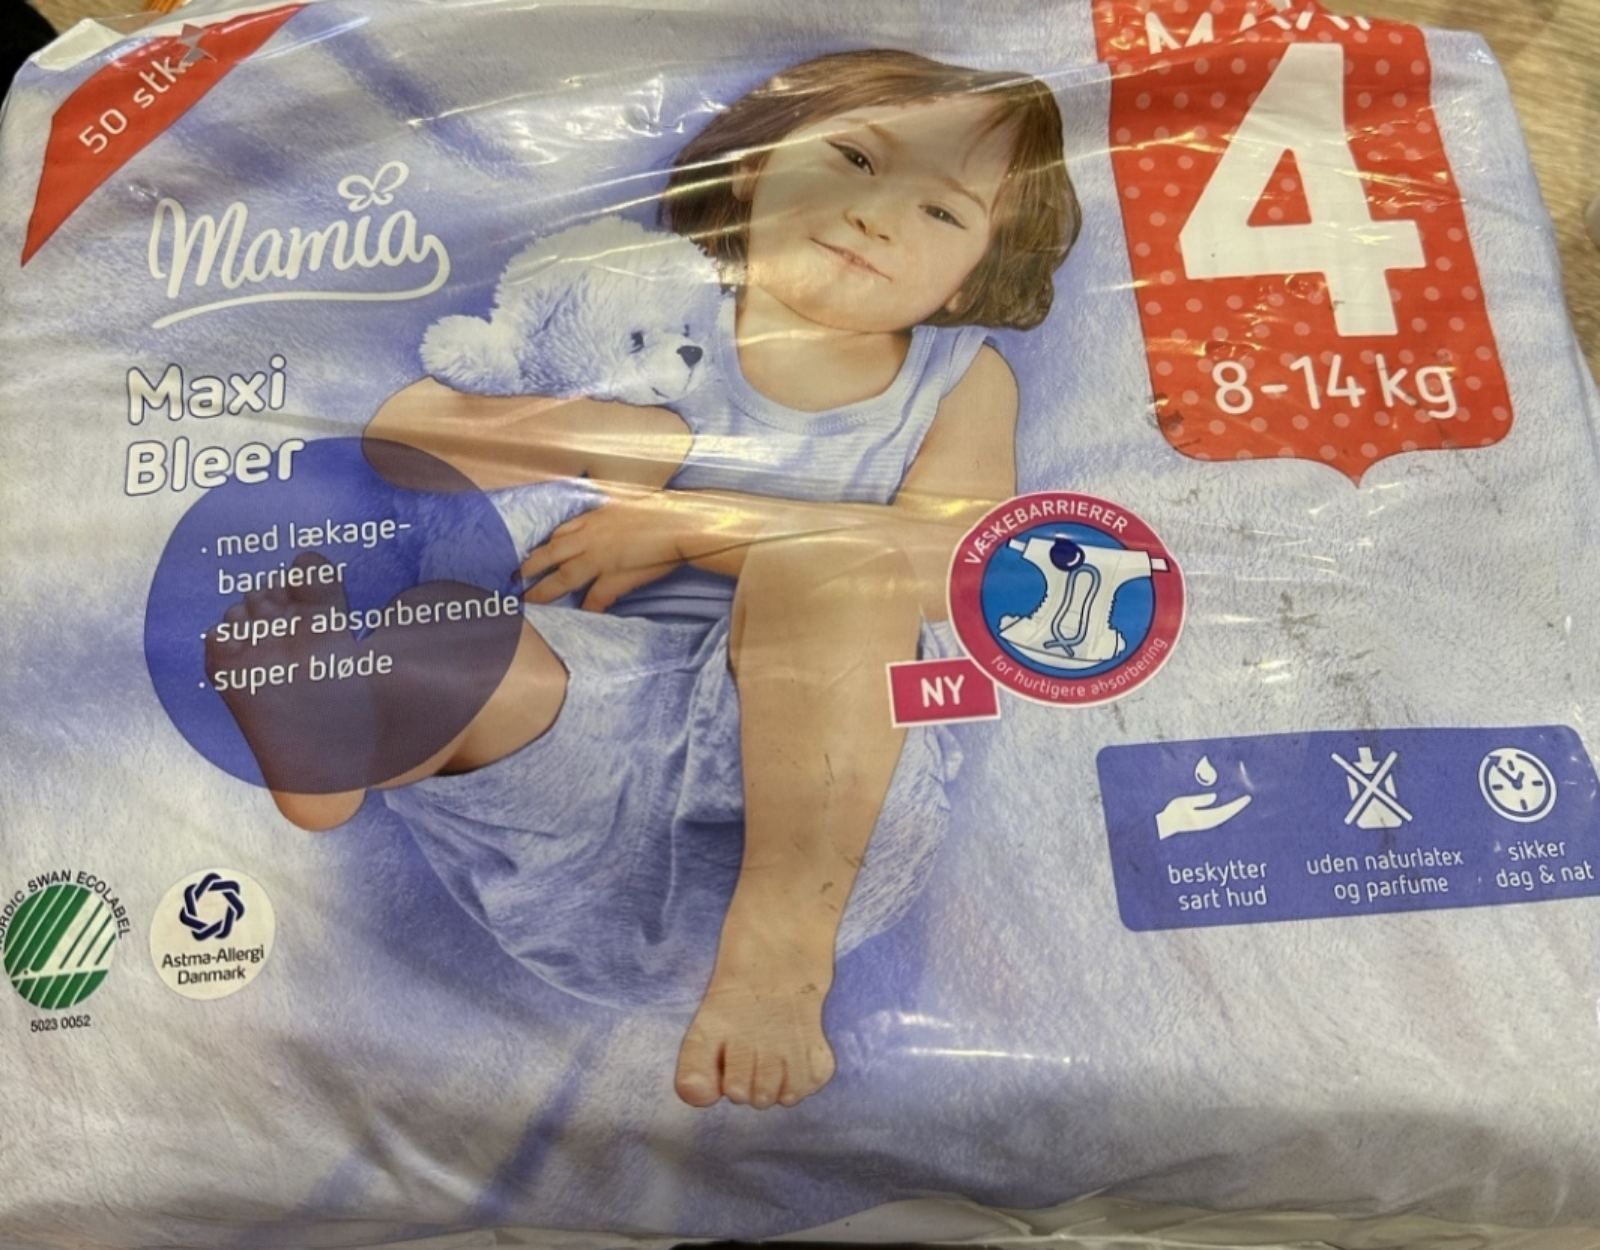 50 stk.
Mamia
Maxi
Bleer
· med lækage-
barrierer
· super absorberende
· super bløde
MAXI
4
8-14 kg
VÆSKEBARRIERER
for hurtigere absorbering
NY
beskytter
sart hud
uden naturlatex
og parfume
sikker
dag & nat
NORDIC SWAN ECOLABEL
5023 0052
Astma-Allergi
Danmark